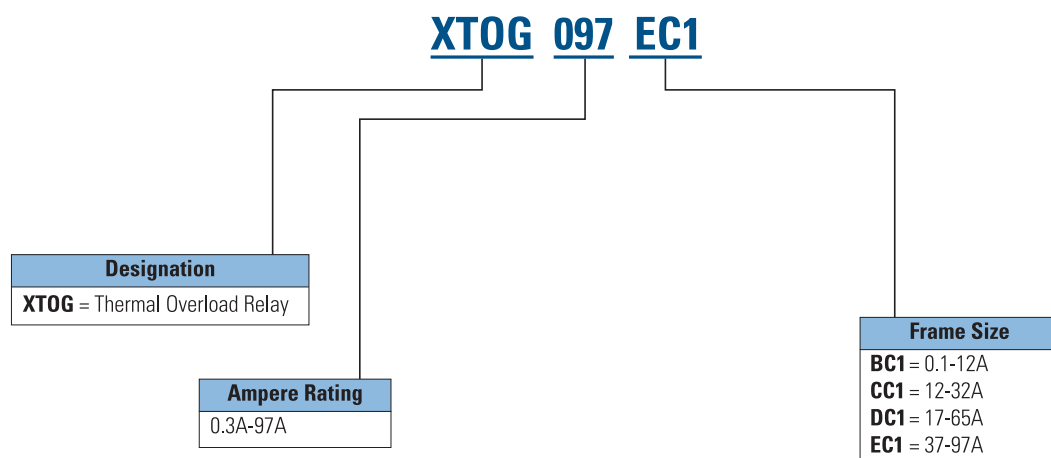 XTOG 097 EC1
Designation
XTOG = Thermal Overload Relay
Ampere Rating
0.3A-97A
Frame Size
BC1 = 0.1-12A
CC1 = 12-32A
DC1 = 17-65A
EC1 = 37-97A